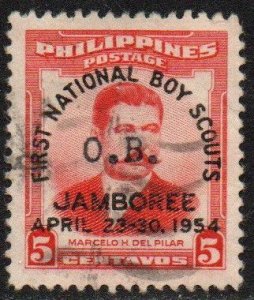 PHILIPPINES
POSTAGE
FIRST NATIONAL BOY SCOUTS
O.B.
JAMBOREE
APRIL 23-30, 1954
MARCELO H. DEL PILAR
5 CENTAVOS 5